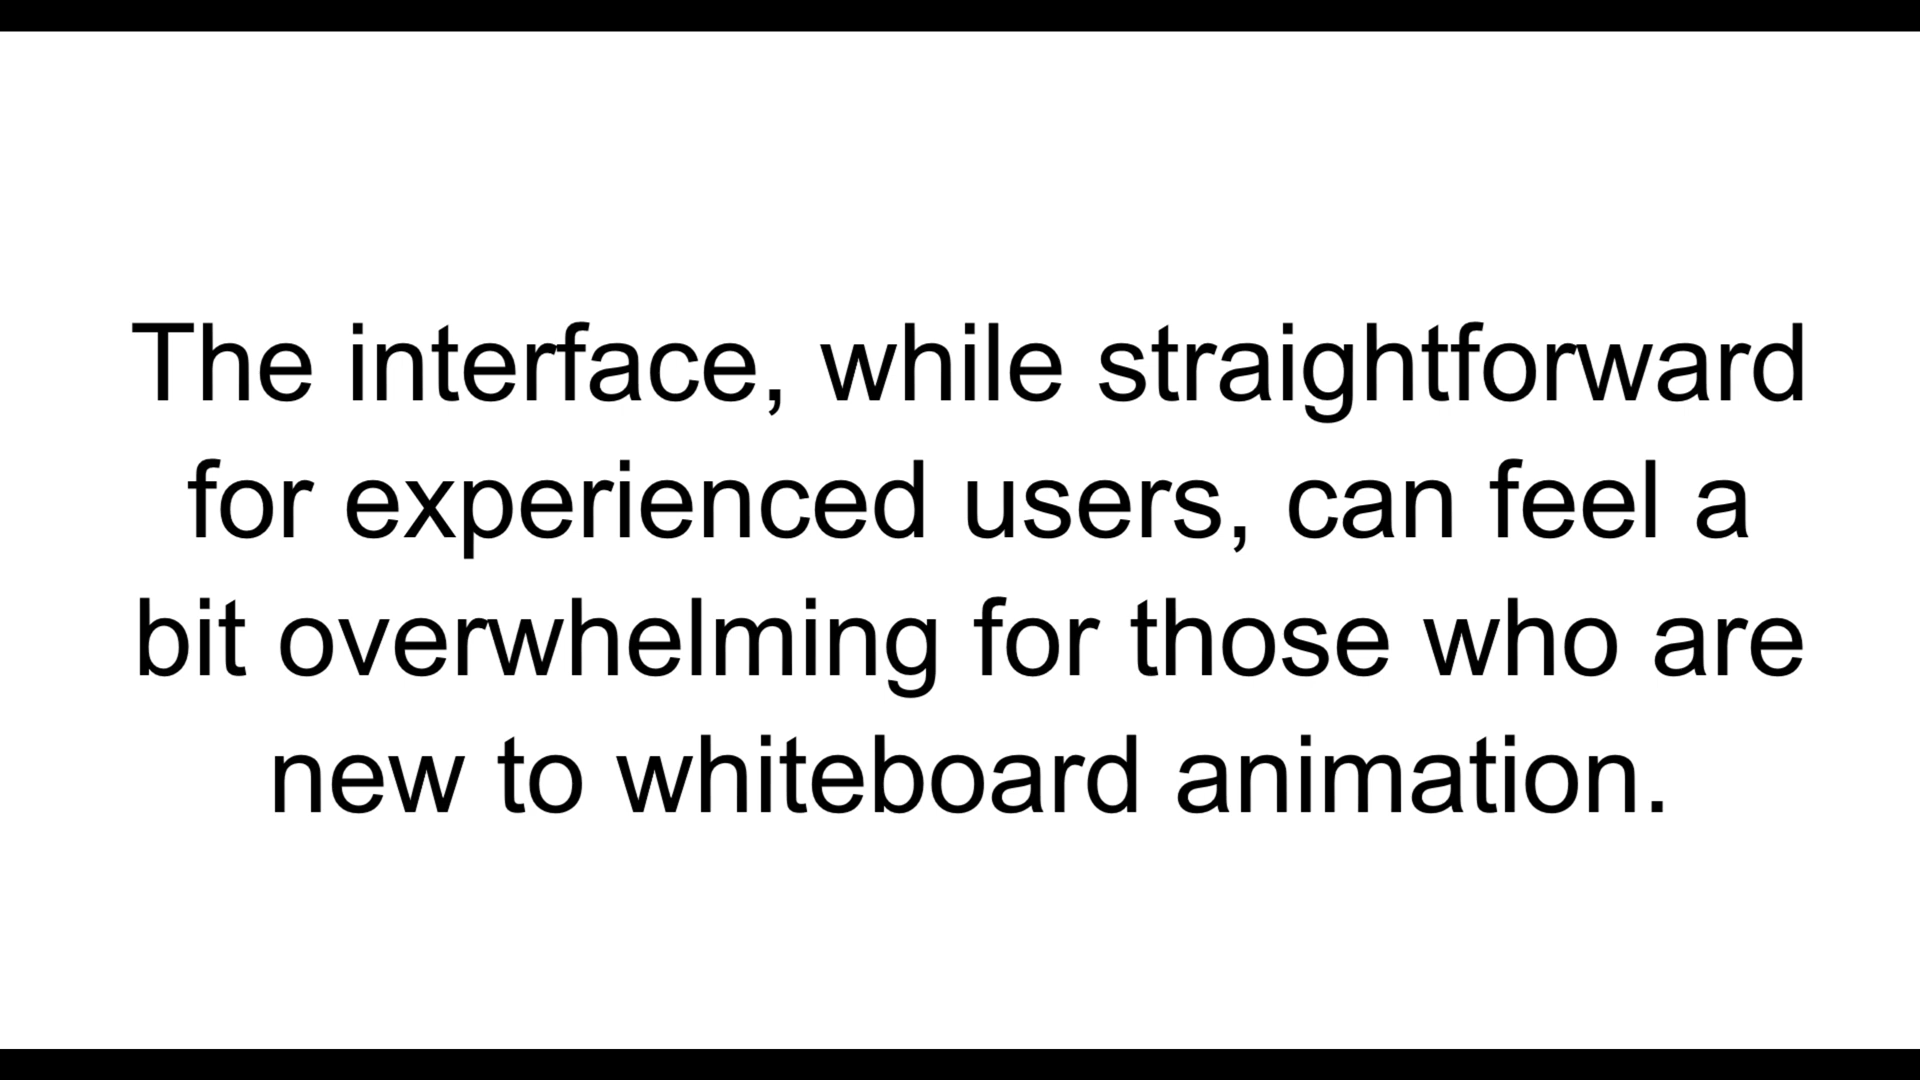 The interface, while straightforward
for experienced users, can feel a
bit overwhelming for those who are
new to whiteboard animation.